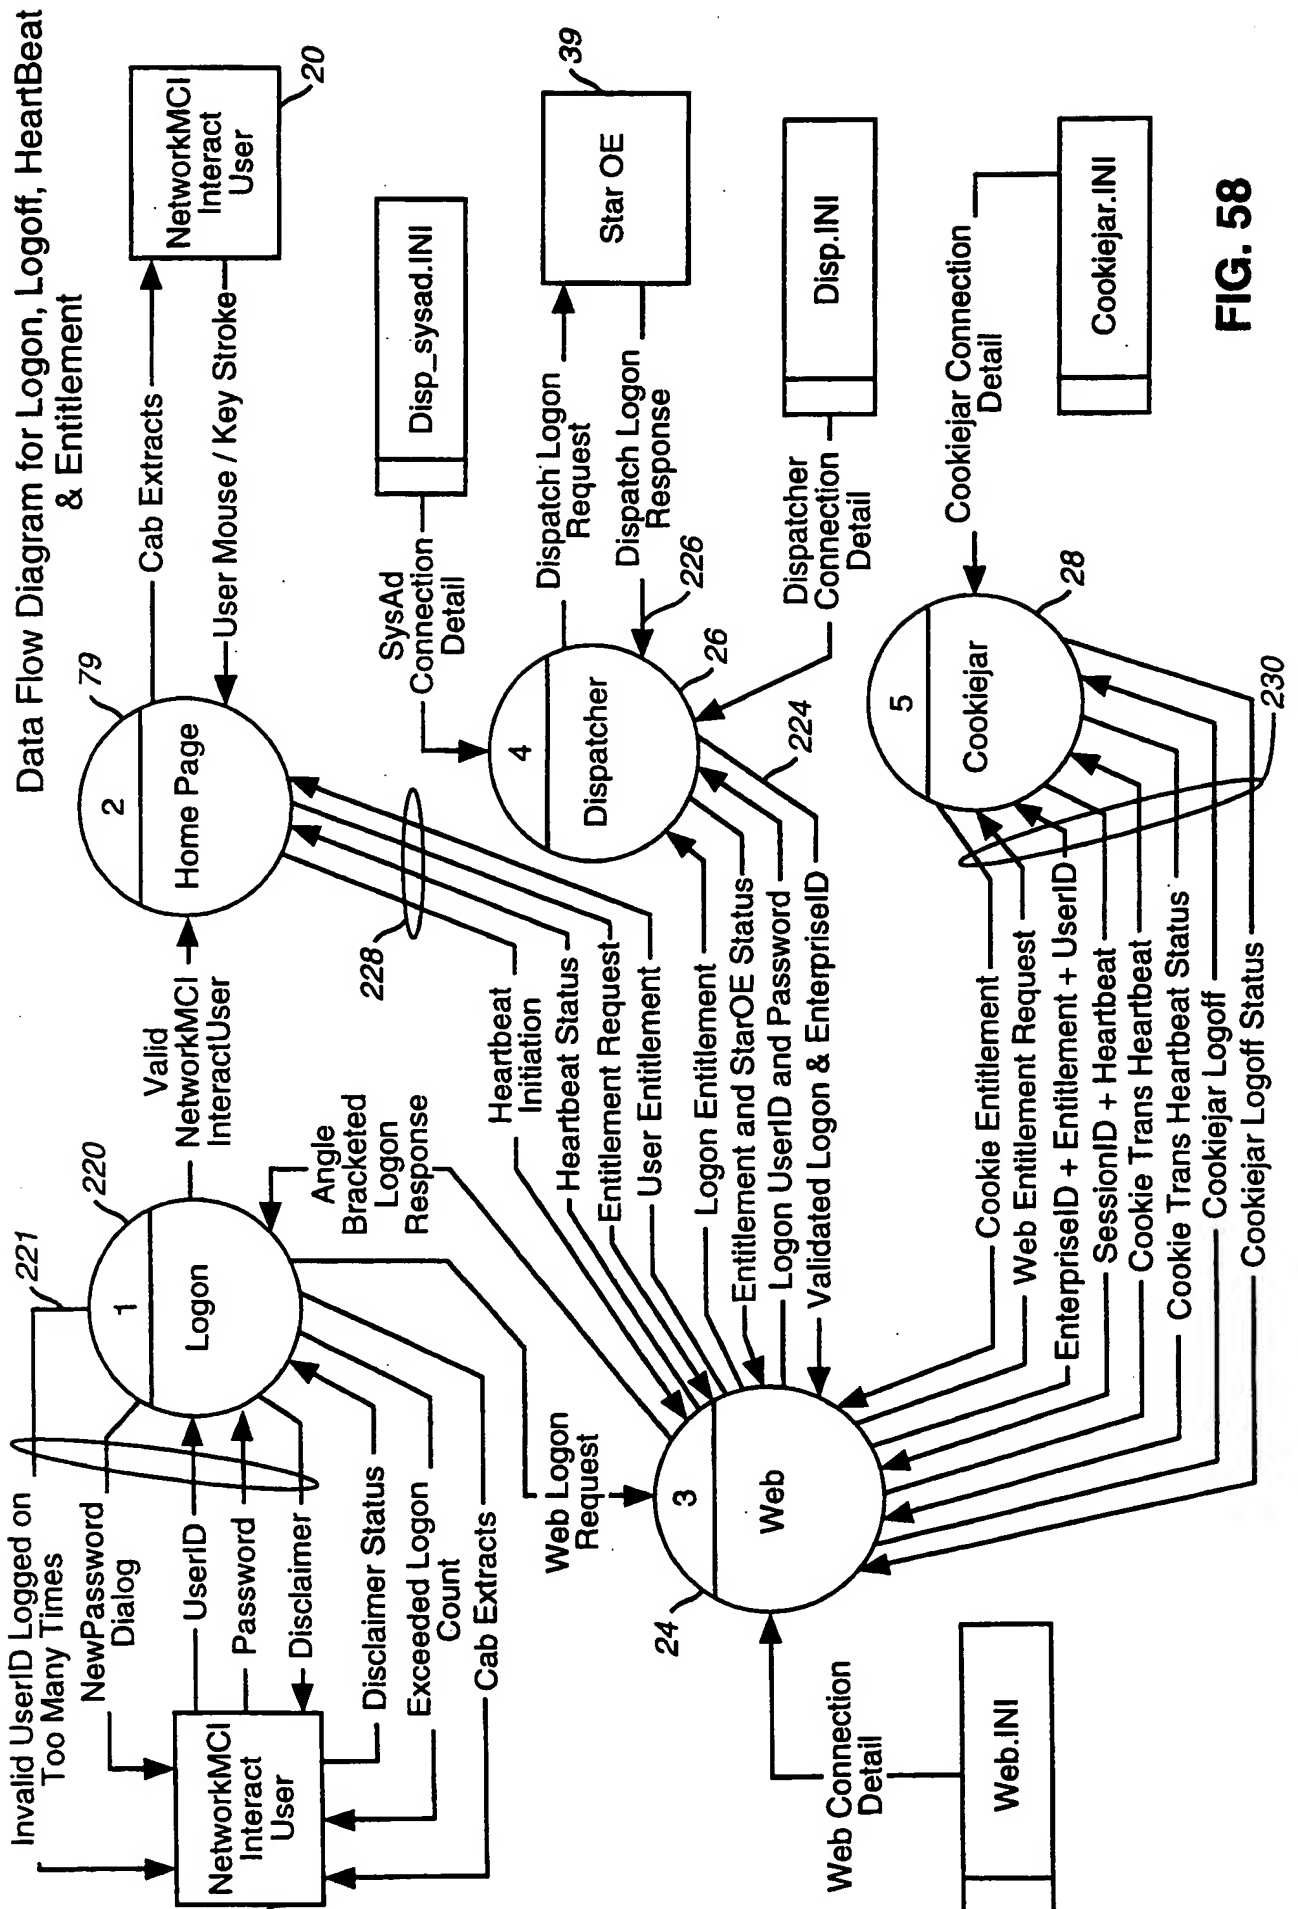 Data Flow Diagram for Logon, Logoff, HeartBeat
& Entitlement
Invalid UserID Logged on
Too Many Times
221
NewPassword
Dialog
UserID
Password
Disclaimer
Disclaimer Status
Exceeded Logon
Count
Cab Extracts
NetworkMCI
Interact
User
220
1
Logon
Valid
NetworkMCI
InteractUser
79
2
Home Page
Cab Extracts
User Mouse / Key Stroke
NetworkMCI
Interact
User
20
Angle
Bracketed
Logon
Response
Web Logon
Request
228
Heartbeat
Initiation
Heartbeat Status
Entitlement Request
User Entitlement
SysAd
Connection
Detail
Disp_sysad.INI
4
Dispatcher
26
Dispatch Logon
Request
Dispatch Logon
Response
226
Star OE
39
Logon Entitlement
Entitlement and StarOE Status
Logon UserID and Password
Validated Logon & EnterpriseID
224
Dispatcher
Connection
Detail
Disp.INI
3
Web
24
Web Connection
Detail
Web.INI
Cookie Entitlement
Web Entitlement Request
EnterpriseID + Entitlement + UserID
SessionID + Heartbeat
Cookie Trans Heartbeat
Cookie Trans Heartbeat Status
Cookiejar Logoff
Cookiejar Logoff Status
230
5
Cookiejar
28
Cookiejar Connection
Detail
Cookiejar.INI
FIG. 58